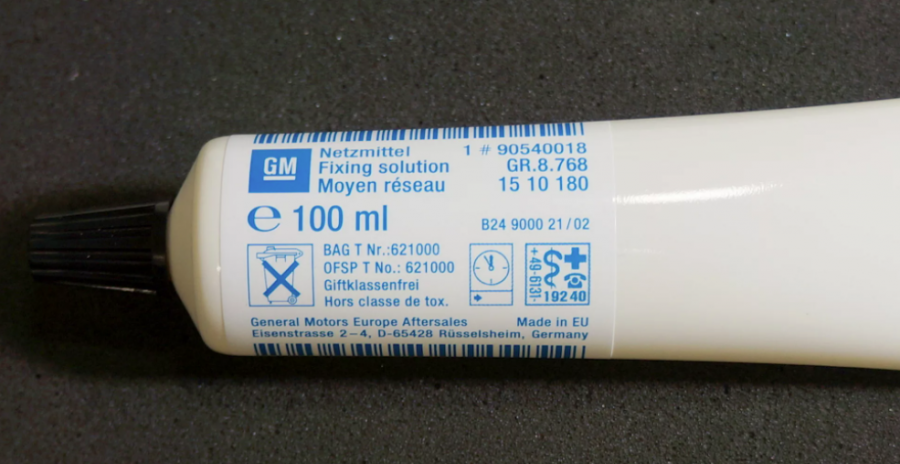 GM
Netzmittel 1 # 90540018
Fixing solution GR.8.768
Moyen réseau 15 10 180
℮ 100 ml B24 9000 21/02
BAG T Nr.:621000
OFSP T No.: 621000
Giftklassenfrei
Hors classe de tox.
+49-6131-
19240
General Motors Europe Aftersales Made in EU
Eisenstrasse 2–4, D-65428 Rüsselsheim, Germany